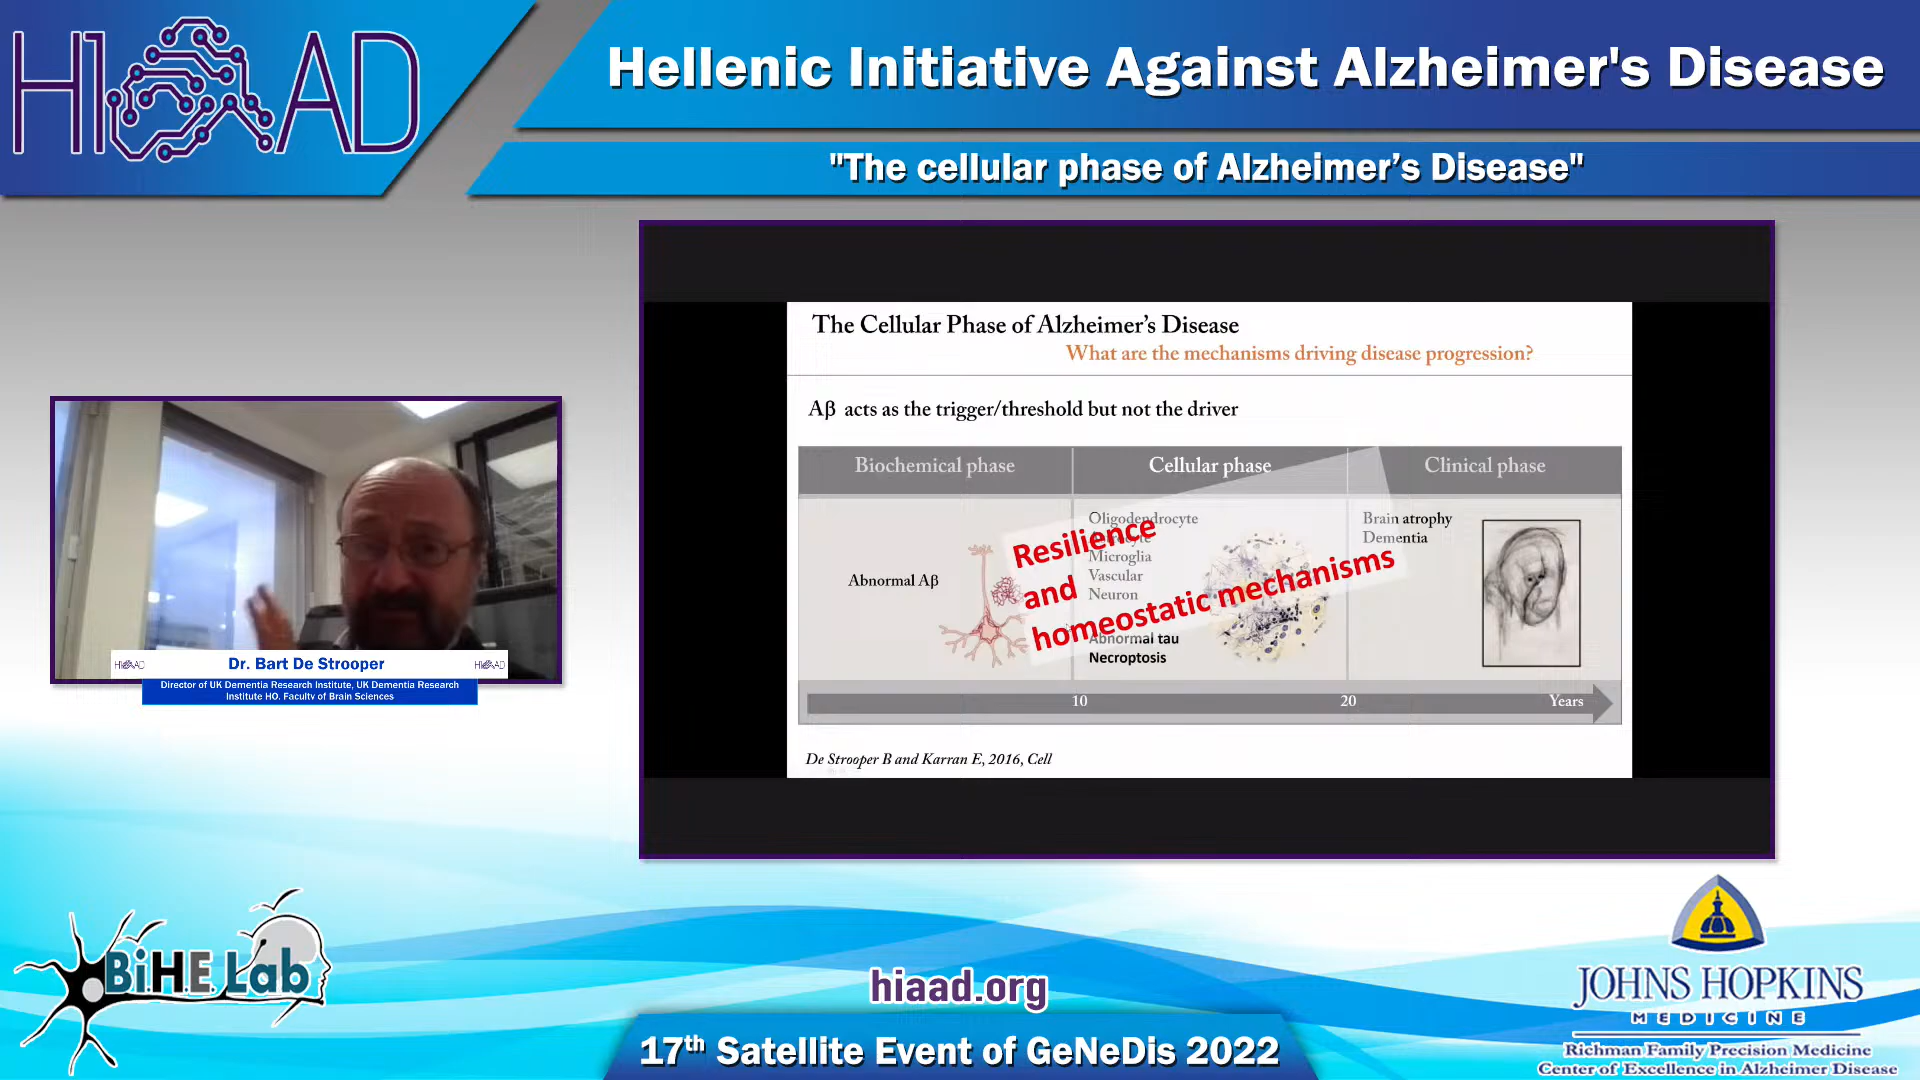 HIAAD
Hellenic Initiative Against Alzheimer's Disease
"The cellular phase of Alzheimer’s Disease"
The Cellular Phase of Alzheimer’s Disease
What are the mechanisms driving disease progression?
Aβ acts as the trigger/threshold but not the driver
Biochemical phase
Cellular phase
Clinical phase
Abnormal Aβ
Oligodendrocyte
Microglia
Vascular
Neuron
Abnormal tau
Necroptosis
Resilience
and
homeostatic mechanisms
Brain atrophy
Dementia
10
20
Years
De Strooper B and Karran E, 2016, Cell
HIAAD
Dr. Bart De Strooper
HIAAD
Director of UK Dementia Research Institute, UK Dementia Research
Institute HQ, Faculty of Brain Sciences
BiHE Lab
hiaad.org
17th Satellite Event of GeNeDis 2022
JOHNS HOPKINS
MEDICINE
Richman Family Precision Medicine
Center of Excellence in Alzheimer Disease